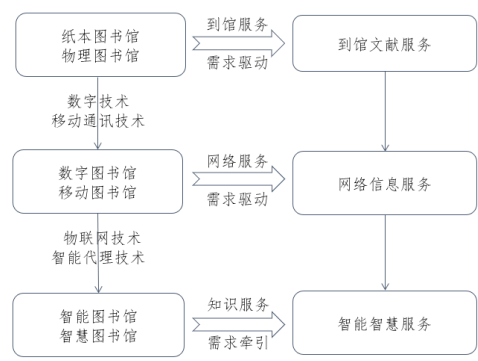 纸本图书馆
物理图书馆
到馆服务
需求驱动
到馆文献服务
数字技术
移动通讯技术
数字图书馆
移动图书馆
网络服务
需求驱动
网络信息服务
物联网技术
智能代理技术
智能图书馆
智慧图书馆
知识服务
需求牵引
智能智慧服务